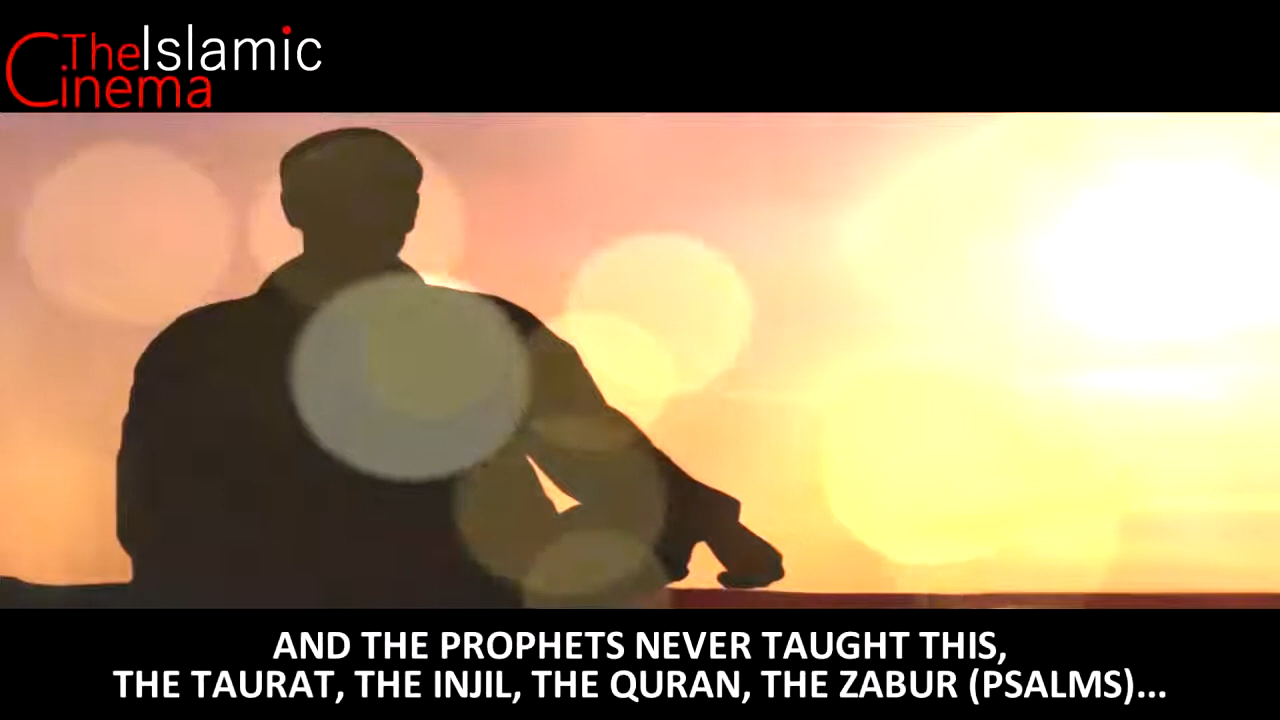 TheIslamic
Cinema
AND THE PROPHETS NEVER TAUGHT THIS,
THE TAURAT, THE INJIL, THE QURAN, THE ZABUR (PSALMS)...